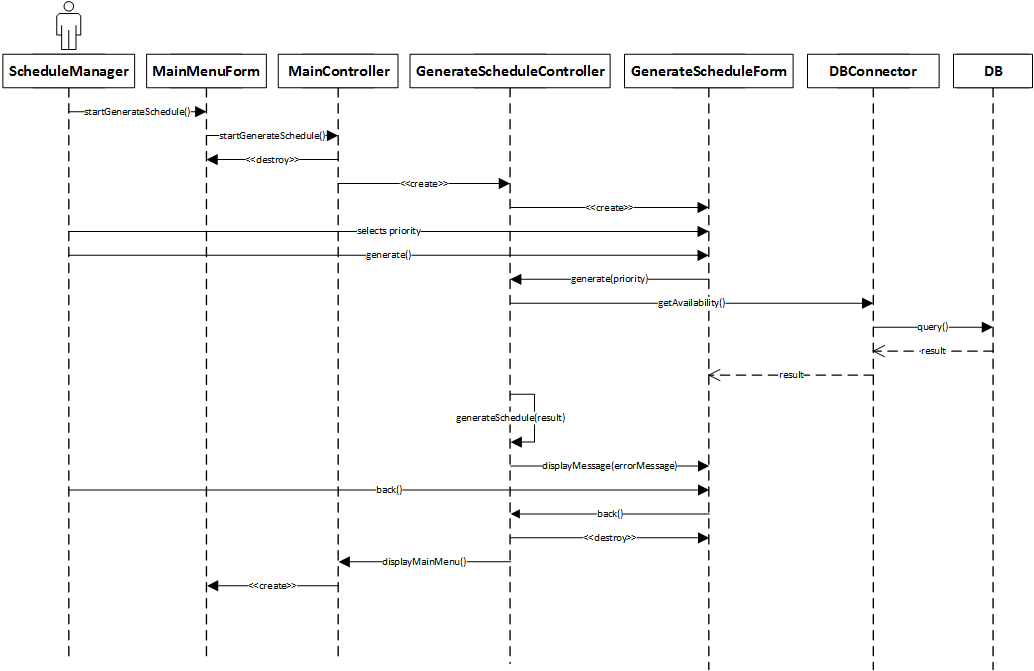 ScheduleManager
MainMenuForm
MainController
GenerateScheduleController
GenerateScheduleForm
DBConnector
DB
startGenerateSchedule()
startGenerateSchedule()
<<destroy>>
<<create>>
<<create>>
selects priority
generate()
generate(priority)
getAvailability()
query()
result
result
generateSchedule(result)
displayMessage(errorMessage)
back()
back()
<<destroy>>
displayMainMenu()
<<create>>